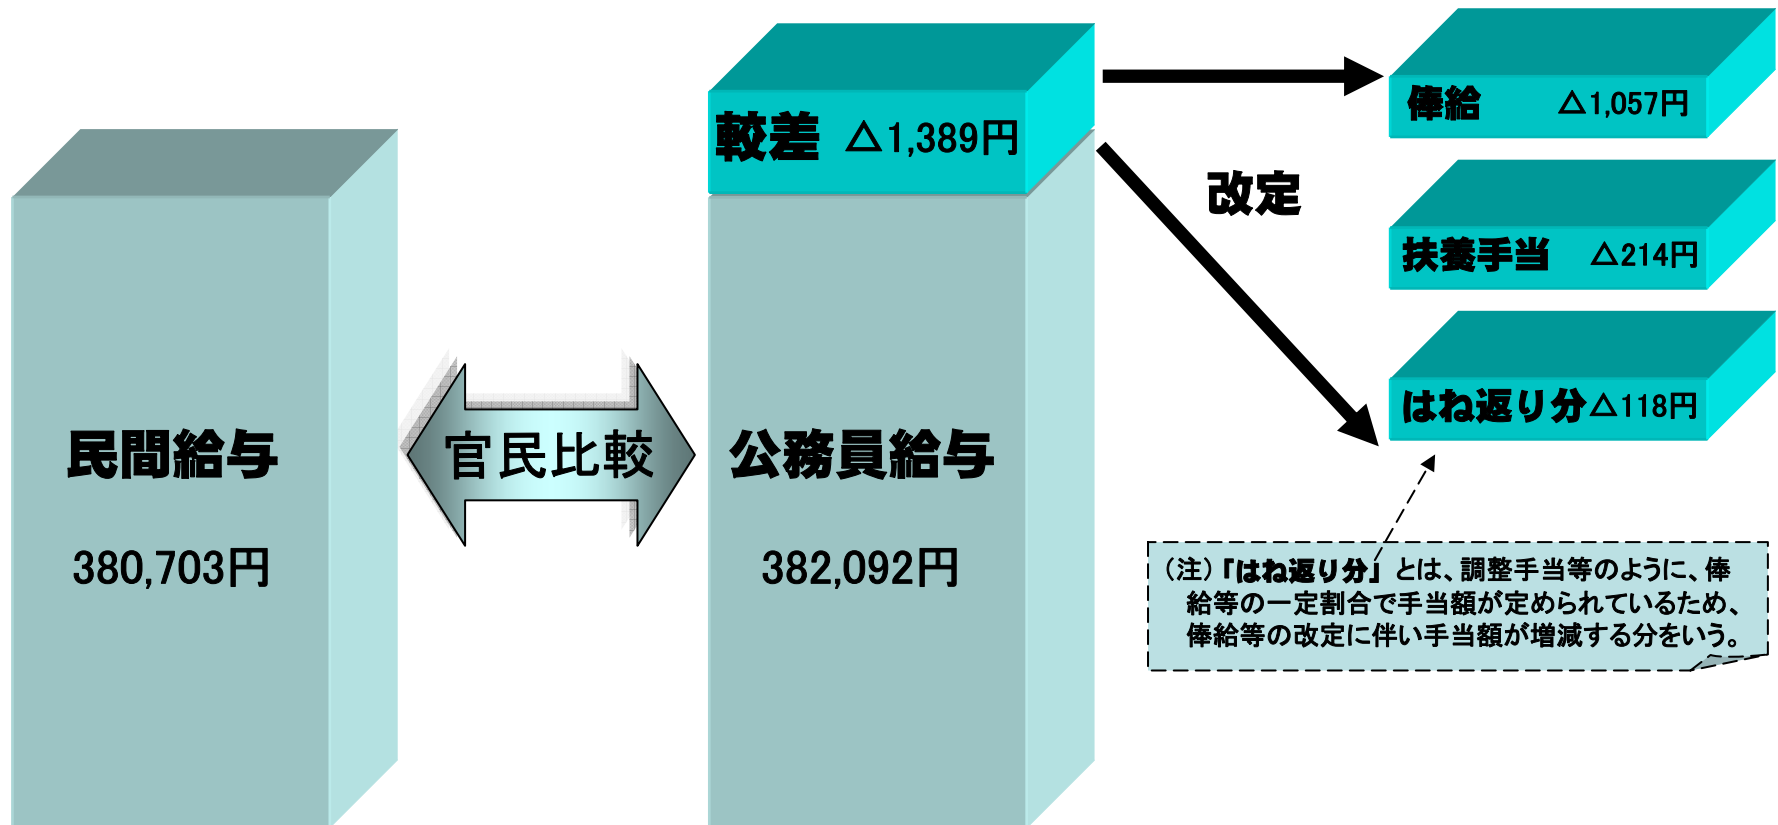 民間給与
380,703円
官民比較
較差 △1,389円
公務員給与
382,092円
改定
俸給 △1,057円
扶養手当 △214円
はね返り分△118円
（注）「はね返り分」とは、調整手当等のように、俸
給等の一定割合で手当額が定められているため、
俸給等の改定に伴い手当額が増減する分をいう。